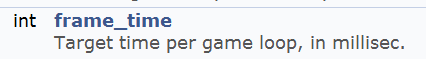 int frame_time
Target time per game loop, in millisec.